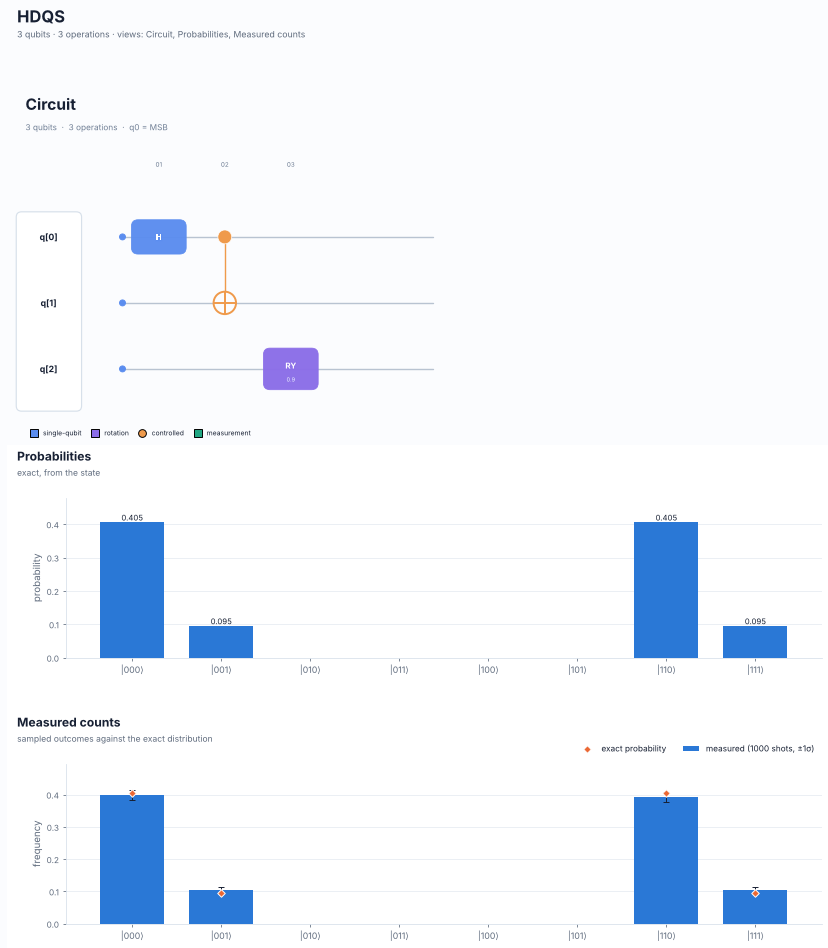 HDQS
3 qubits · 3 operations · views: Circuit, Probabilities, Measured counts
Circuit
3 qubits · 3 operations · q0 = MSB
01 02 03
q[0]
H
q[1]
q[2]
RY
0.9
single-qubit rotation controlled measurement
Probabilities
exact, from the state
probability
0.4
0.3
0.2
0.1
0.0
0.405
0.095
0.405
0.095
|000⟩ |001⟩ |010⟩ |011⟩ |100⟩ |101⟩ |110⟩ |111⟩
Measured counts
sampled outcomes against the exact distribution
exact probability measured (1000 shots, ±1σ)
frequency
0.4
0.3
0.2
0.1
0.0
|000⟩ |001⟩ |010⟩ |011⟩ |100⟩ |101⟩ |110⟩ |111⟩